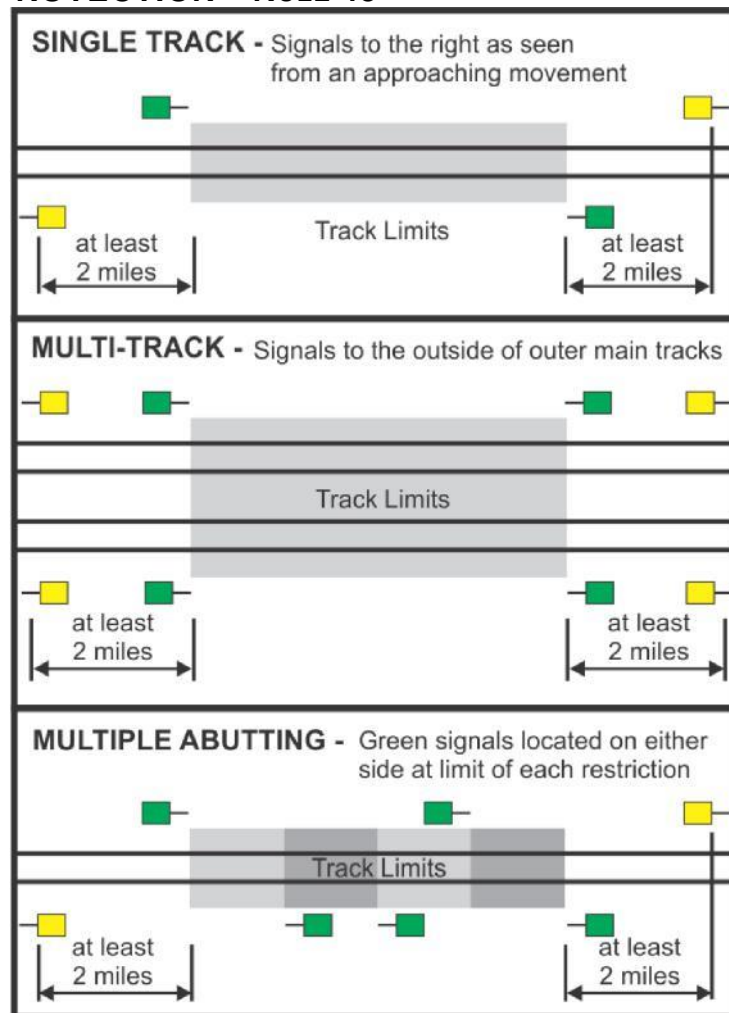 SINGLE TRACK - Signals to the right as seen
from an approaching movement
Track Limits
at least
2 miles
at least
2 miles
MULTI-TRACK - Signals to the outside of outer main tracks
Track Limits
at least
2 miles
at least
2 miles
MULTIPLE ABUTTING - Green signals located on either
side at limit of each restriction
Track Limits
at least
2 miles
at least
2 miles